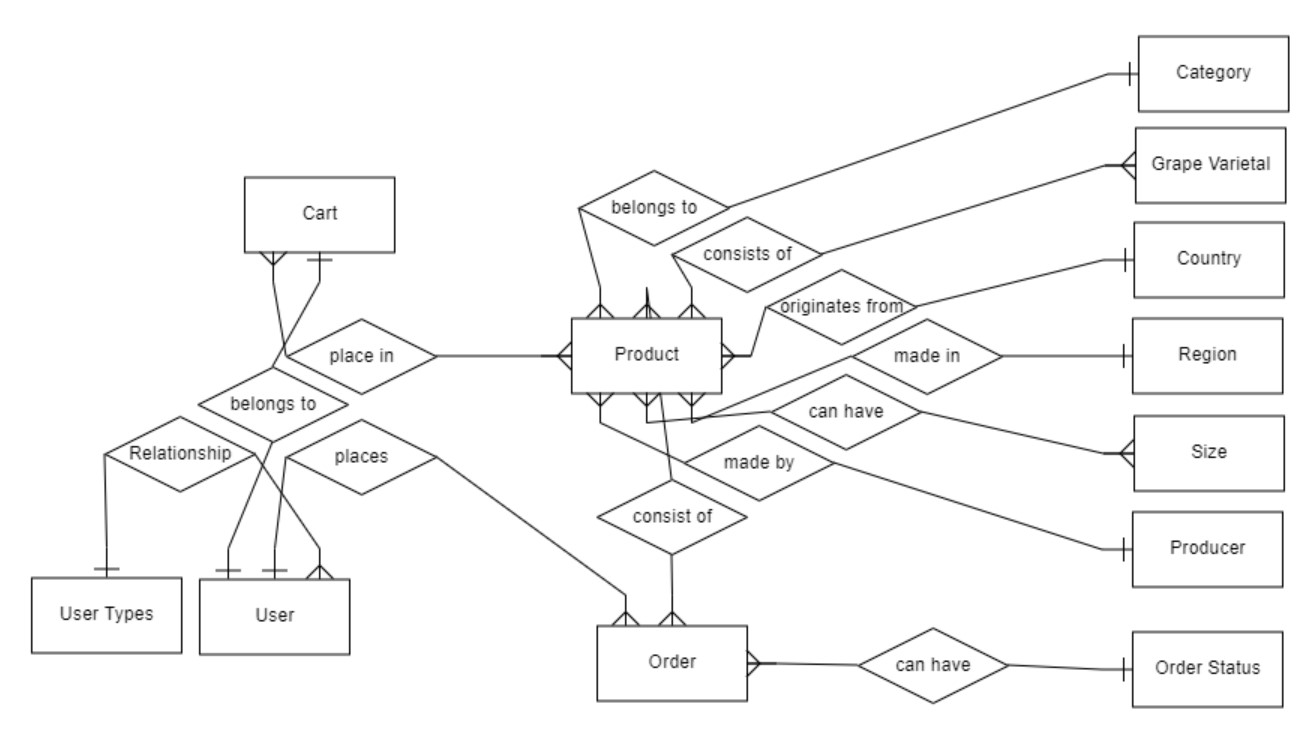 Category
Grape Varietal
Cart
belongs to
consists of
Country
originates from
place in
Product
made in
Region
belongs to
can have
Relationship
places
made by
Size
consist of
Producer
User Types
User
Order
can have
Order Status